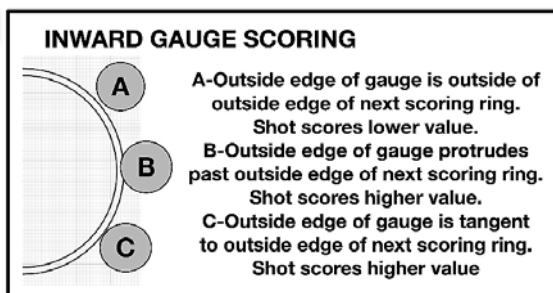 INWARD GAUGE SCORING
A
B
C
A-Outside edge of gauge is outside of
outside edge of next scoring ring.
Shot scores lower value.
B-Outside edge of gauge protrudes
past outside edge of next scoring ring.
Shot scores higher value.
C-Outside edge of gauge is tangent
to outside edge of next scoring ring.
Shot scores higher value